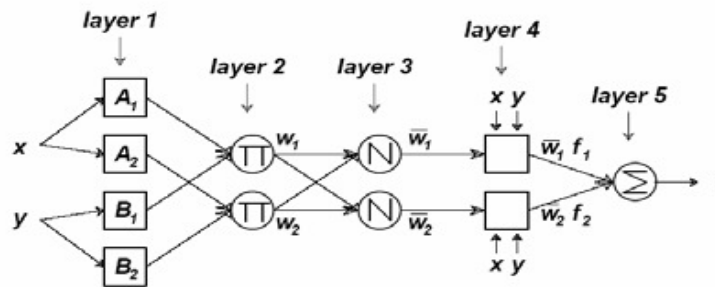 layer 1
layer 2
layer 3
layer 4
layer 5
x
y
A₁
A₂
B₁
B₂
Π
Π
w₁
w₂
N
N
w̅₁
w̅₂
x y
x y
w̅₁ f₁
w̅₂ f₂
Σ